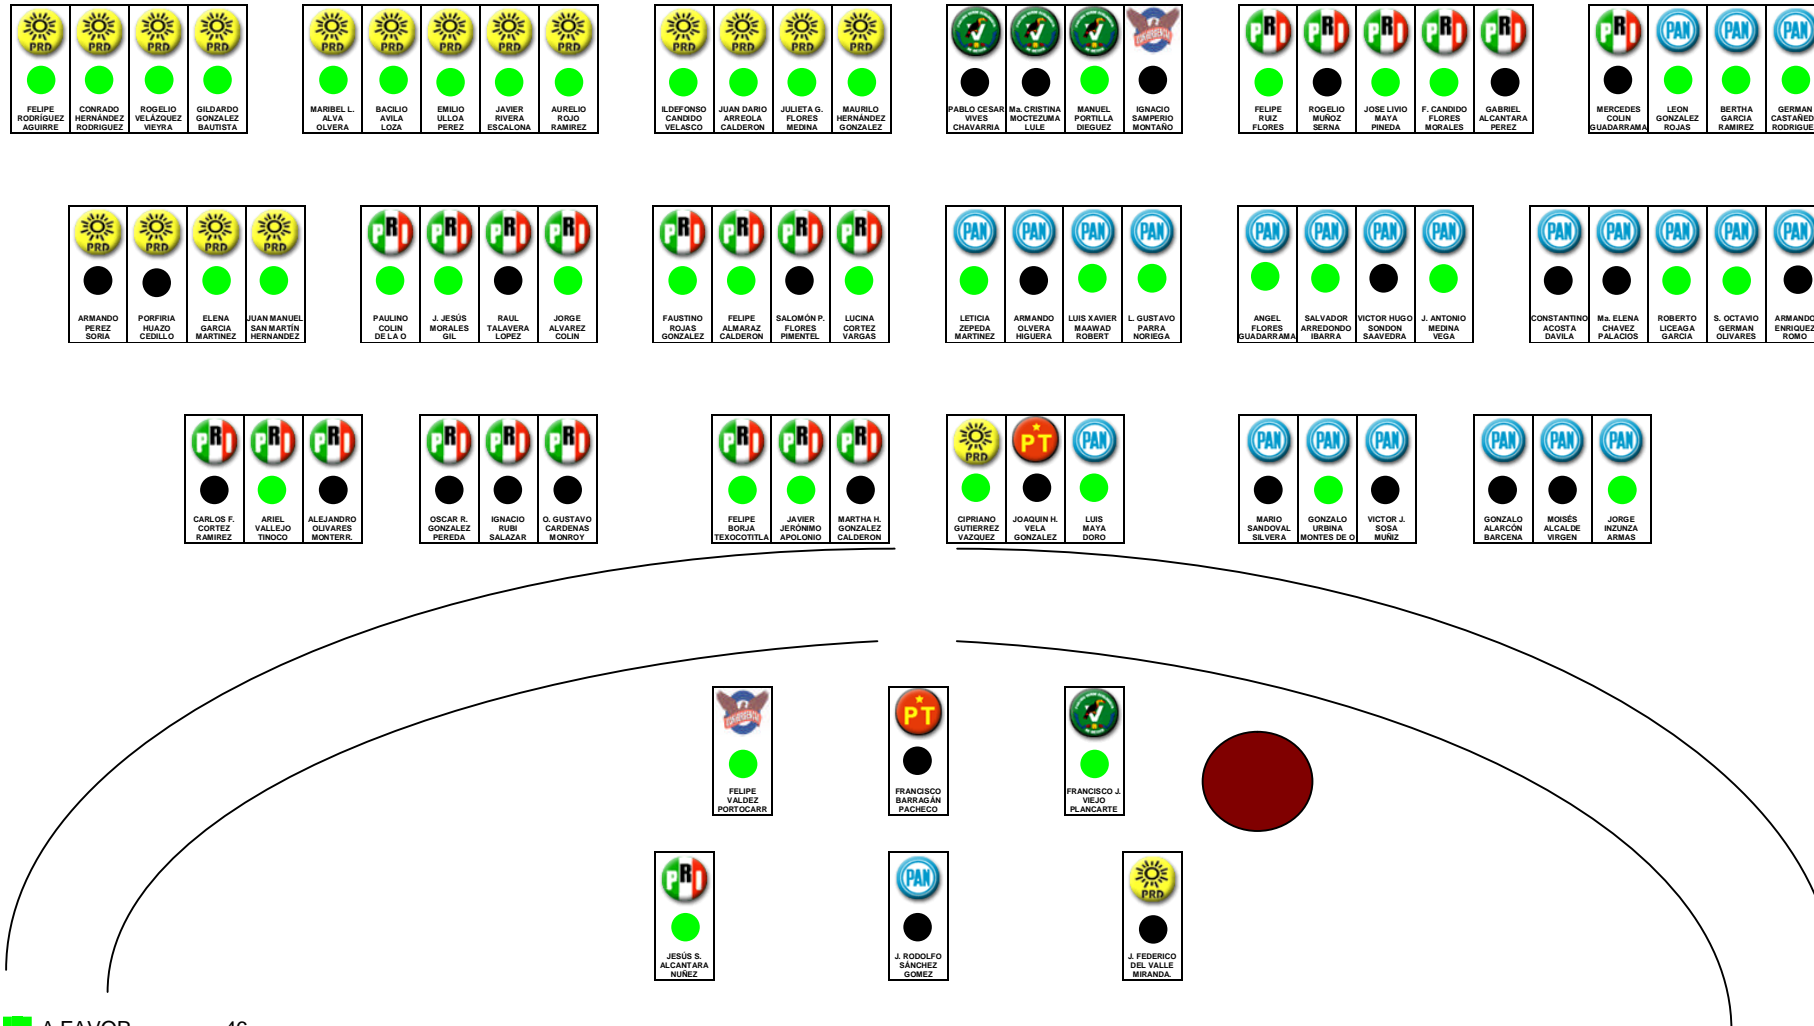 PRD PRD PRD PRD PRD PRD PRD PRD PRD PRD PRD PRD PRD CONVERGENCIA PRI PRI PRI PRI PRI PRI PAN PAN PAN
FELIPE RODRÍGUEZ AGUIRRE
CONRADO HERNÁNDEZ RODRIGUEZ
ROGELIO VELÁZQUEZ VIEYRA
GILDARDO GONZALEZ BAUTISTA
MARIBEL L. ALVA OLVERA
BACILIO AVILA LOZA
EMILIO ULLOA PEREZ
JAVIER RIVERA ESCALONA
AURELIO ROJO RAMIREZ
ILDEFONSO CANDIDO VELASCO
JUAN DARIO ARREOLA CALDERON
JULIETA G. FLORES MEDINA
MAURILO HERNÁNDEZ GONZALEZ
PABLO CESAR VIVES CHAVARRIA
Ma. CRISTINA MOCTEZUMA LULE
MANUEL PORTILLA DIEGUEZ
IGNACIO SAMPERIO MONTAÑO
FELIPE RUIZ FLORES
ROGELIO MUÑOZ SERNA
JOSE LIVIO MAYA PINEDA
F. CANDIDO FLORES MORALES
GABRIEL ALCANTARA PEREZ
MERCEDES COLIN GUADARRAMA
LEON GONZALEZ ROJAS
BERTHA GARCIA RAMIREZ
GERMAN CASTAÑED RODRIGUE
PRD PRD PRD PRD PRI PRI PRI PRI PRI PRI PRI PRI PAN PAN PAN PAN PAN PAN PAN PAN PAN PAN PAN PAN PAN
ARMANDO PEREZ SORIA
PORFIRIA HUAZO CEDILLO
ELENA GARCIA MARTINEZ
JUAN MANUEL SAN MARTÍN HERNANDEZ
PAULINO COLIN DE LA O
J. JESÚS MORALES GIL
RAUL TALAVERA LOPEZ
JORGE ALVAREZ COLIN
FAUSTINO ROJAS GONZALEZ
FELIPE ALMARAZ CALDERON
SALOMÓN P. FLORES PIMENTEL
LUCINA CORTEZ VARGAS
LETICIA ZEPEDA MARTINEZ
ARMANDO OLVERA HIGUERA
LUIS XAVIER MAAWAD ROBERT
L. GUSTAVO PARRA NORIEGA
ANGEL FLORES GUADARRAMA
SALVADOR ARREDONDO IBARRA
VICTOR HUGO SONDON SAAVEDRA
J. ANTONIO MEDINA VEGA
CONSTANTINO ACOSTA DAVILA
Ma. ELENA CHAVEZ PALACIOS
ROBERTO LICEAGA GARCIA
S. OCTAVIO GERMAN OLIVARES
ARMANDO ENRIQUEZ ROMO
PRI PRI PRI PRI PRI PRI PRI PRI PRI PRD PT PAN PAN PAN PAN PAN PAN PAN
CARLOS F. CORTEZ RAMIREZ
ARIEL VALLEJO TINOCO
ALEJANDRO OLIVARES MONTERR.
OSCAR R. GONZALEZ PEREDA
IGNACIO RUBI SALAZAR
O. GUSTAVO CARDENAS MONROY
FELIPE BORJA TEXOCOTITLA
JAVIER JERÓNIMO APOLONIO
MARTHA H. GONZALEZ CALDERON
CIPRIANO GUTIERREZ VAZQUEZ
JOAQUIN H. VELA GONZALEZ
LUIS MAYA DORO
MARIO SANDOVAL SILVERA
GONZALO URBINA MONTES DE O
VICTOR J. SOSA MUÑIZ
GONZALO ALARCÓN BARCENA
MOISÉS ALCALDE VIRGEN
JORGE INZUNZA ARMAS
CONVERGENCIA PT
FELIPE VALDEZ PORTOCARR
FRANCISCO BARRAGÁN PACHECO
FRANCISCO J. VIEJO PLANCARTE
PRI PAN PRD
JESÚS S. ALCANTARA NUÑEZ
J. RODOLFO SÁNCHEZ GOMEZ
J. FEDERICO DEL VALLE MIRANDA.
A FAVOR 46